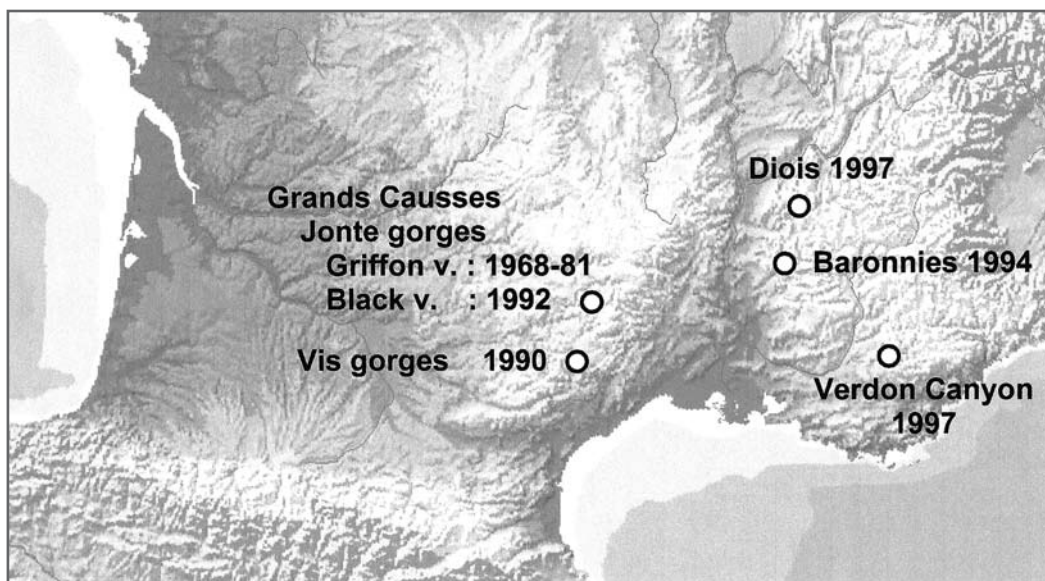 Diois 1997
Grands Causses
Jonte gorges
Griffon v. : 1968-81
Baronnies 1994
Black v. : 1992
Vis gorges 1990
Verdon Canyon
1997